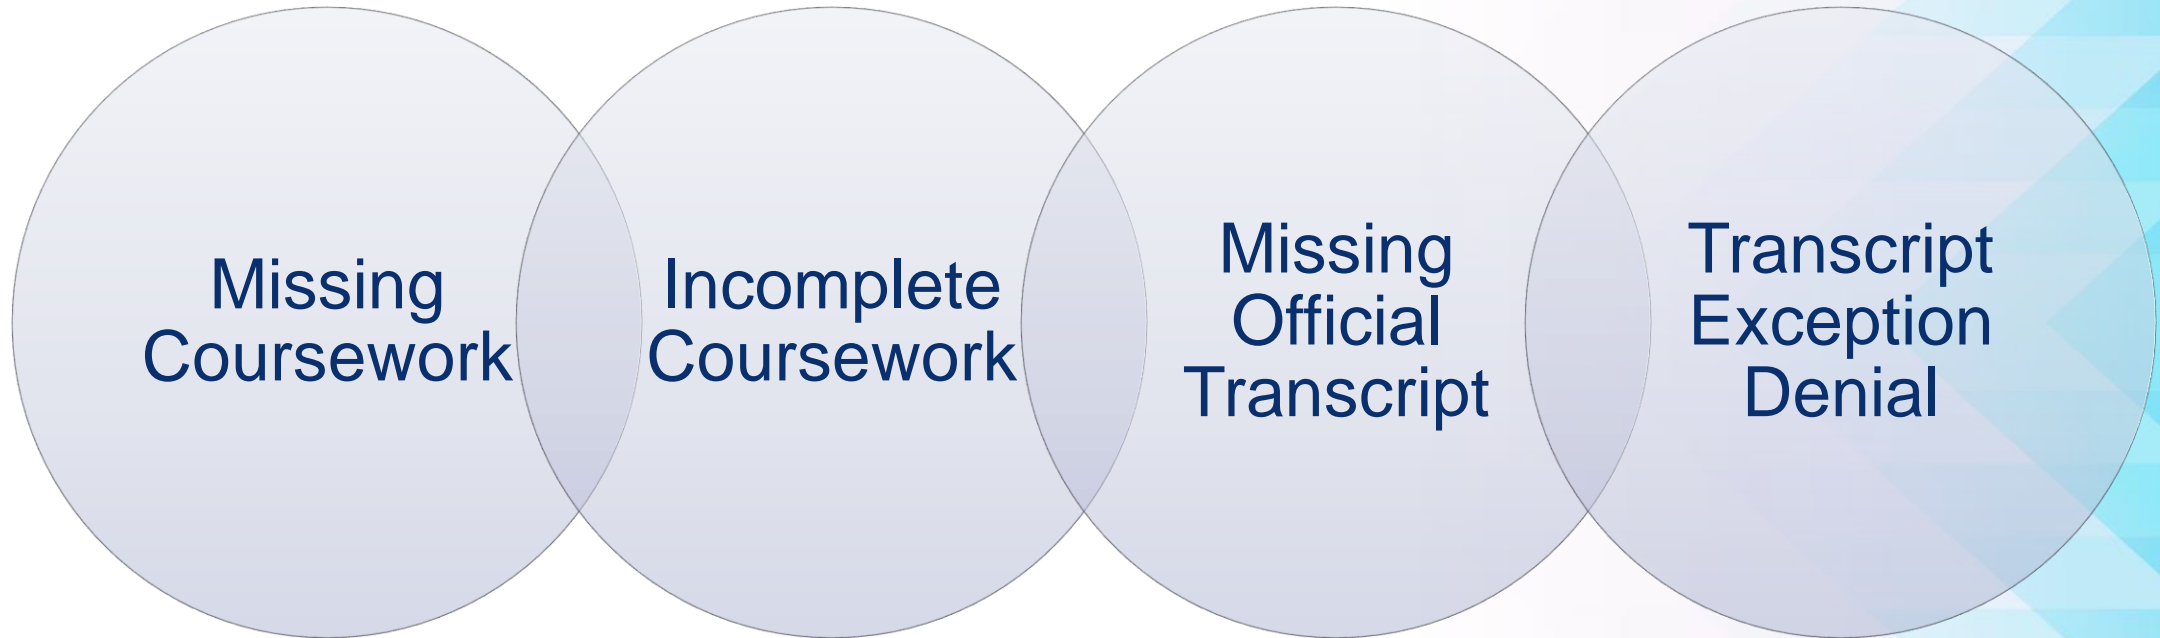 Missing
Coursework
Incomplete
Coursework
Missing
Official
Transcript
Transcript
Exception
Denial